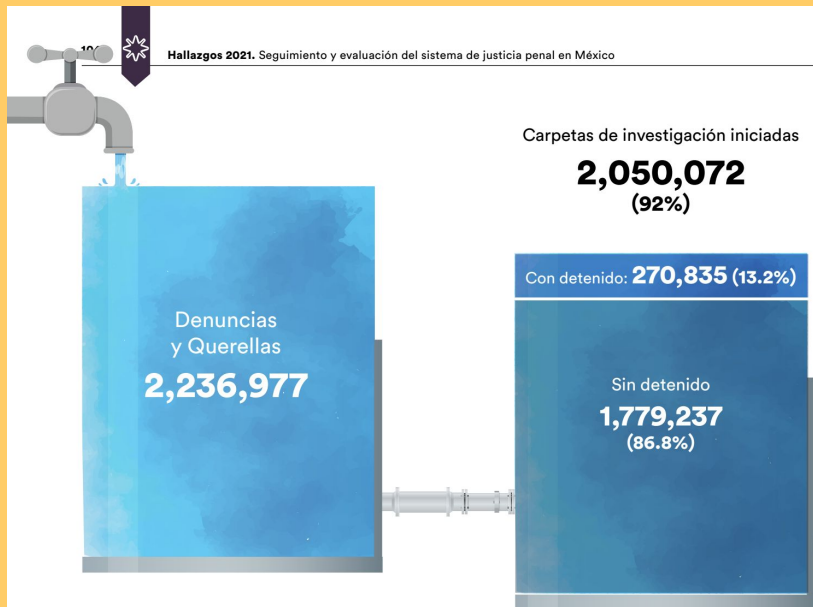 Hallazgos 2021. Seguimiento y evaluación del sistema de justicia penal en México
Carpetas de investigación iniciadas
2,050,072
(92%)
Con detenido: 270,835 (13.2%)
Denuncias
y Querellas
2,236,977
Sin detenido
1,779,237
(86.8%)